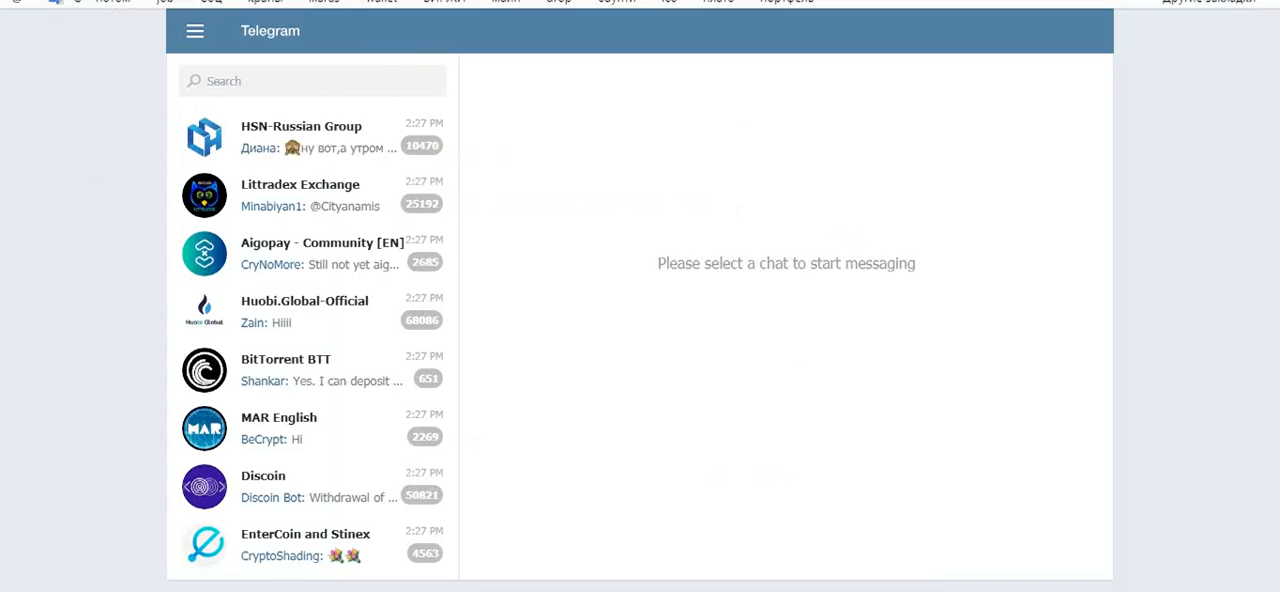 Telegram
Search
HSN-Russian Group 2:27 PM
Диана: 🙈ну вот,а утром ... 10470
Littradex Exchange 2:27 PM
Minabiyan1: @Cityanamis 25192
Aigopay - Community [EN] 2:27 PM
CryNoMore: Still not yet aig... 2685
Huobi.Global-Official 2:27 PM
Huobi Global
Zain: Hiiii 68086
BitTorrent BTT 2:27 PM
Shankar: Yes. I can deposit ... 651
MAR English 2:27 PM
MAR
BeCrypt: Hi 2269
Discoin 2:27 PM
Discoin Bot: Withdrawal of ... 50821
EnterCoin and Stinex 2:27 PM
CryptoShading: 💐💐 4563
Please select a chat to start messaging